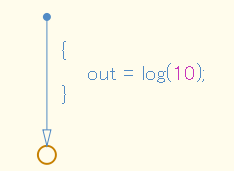 {
out = log(10);
}